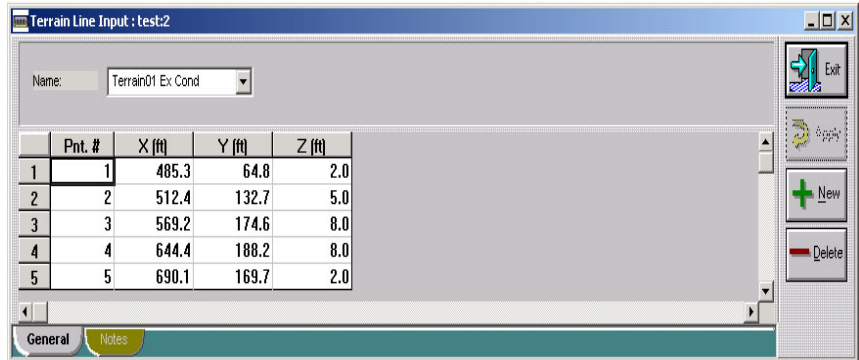 Terrain Line Input : test:2
Name: Terrain01 Ex Cond
Exit
Apply
New
Delete
Pnt. # X (ft) Y (ft) Z (ft)
1 1 485.3 64.8 2.0
2 2 512.4 132.7 5.0
3 3 569.2 174.6 8.0
4 4 644.4 188.2 8.0
5 5 690.1 169.7 2.0
General Notes